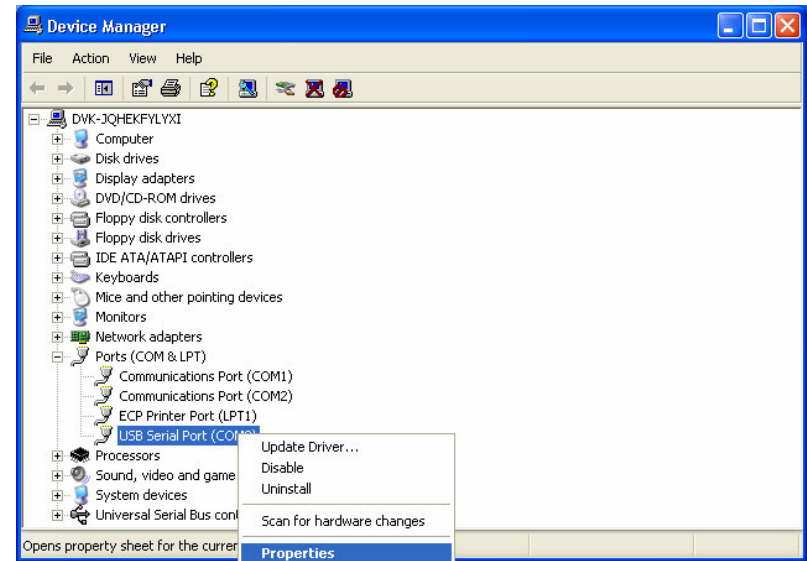 Device Manager
File Action View Help
DVK-JQHEKFYLYXI
Computer
Disk drives
Display adapters
DVD/CD-ROM drives
Floppy disk controllers
Floppy disk drives
IDE ATA/ATAPI controllers
Keyboards
Mice and other pointing devices
Monitors
Network adapters
Ports (COM & LPT)
Communications Port (COM1)
Communications Port (COM2)
ECP Printer Port (LPT1)
USB Serial Port
Processors
Sound, video and game
System devices
Universal Serial Bus
Update Driver...
Disable
Uninstall
Scan for hardware changes
Properties
Opens property sheet for the